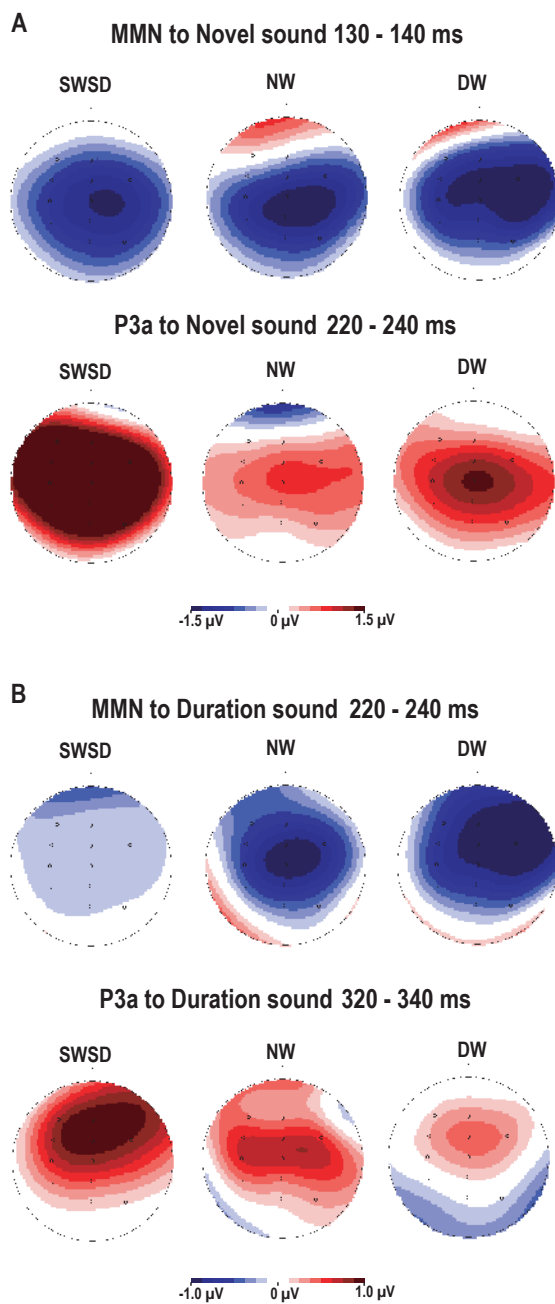 A
MMN to Novel sound 130 - 140 ms
SWSD NW DW
P3a to Novel sound 220 - 240 ms
SWSD NW DW
-1.5 µV 0 µV 1.5 µV
B
MMN to Duration sound 220 - 240 ms
SWSD NW DW
P3a to Duration sound 320 - 340 ms
SWSD NW DW
-1.0 µV 0 µV 1.0 µV